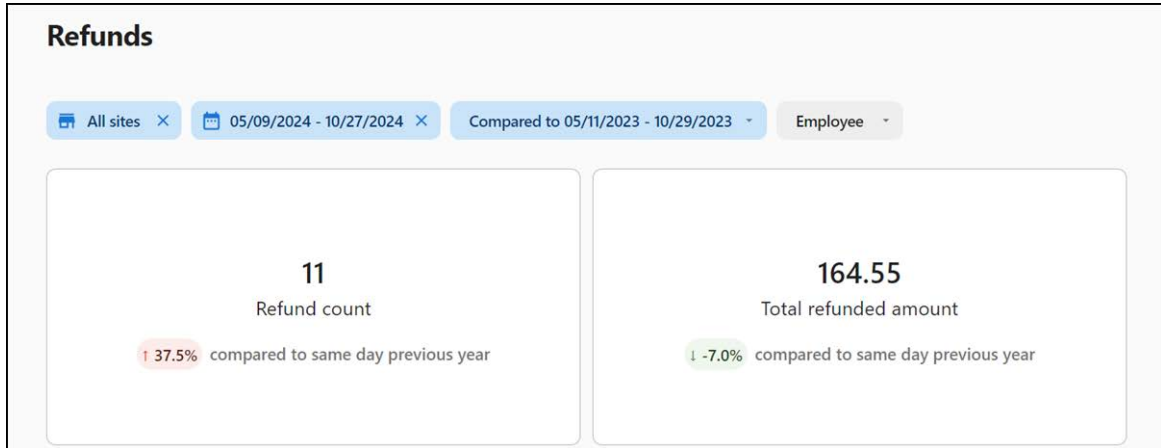 Refunds
All sites
05/09/2024 - 10/27/2024
Compared to 05/11/2023 - 10/29/2023
Employee
11
Refund count
↑ 37.5% compared to same day previous year
164.55
Total refunded amount
↓ -7.0% compared to same day previous year